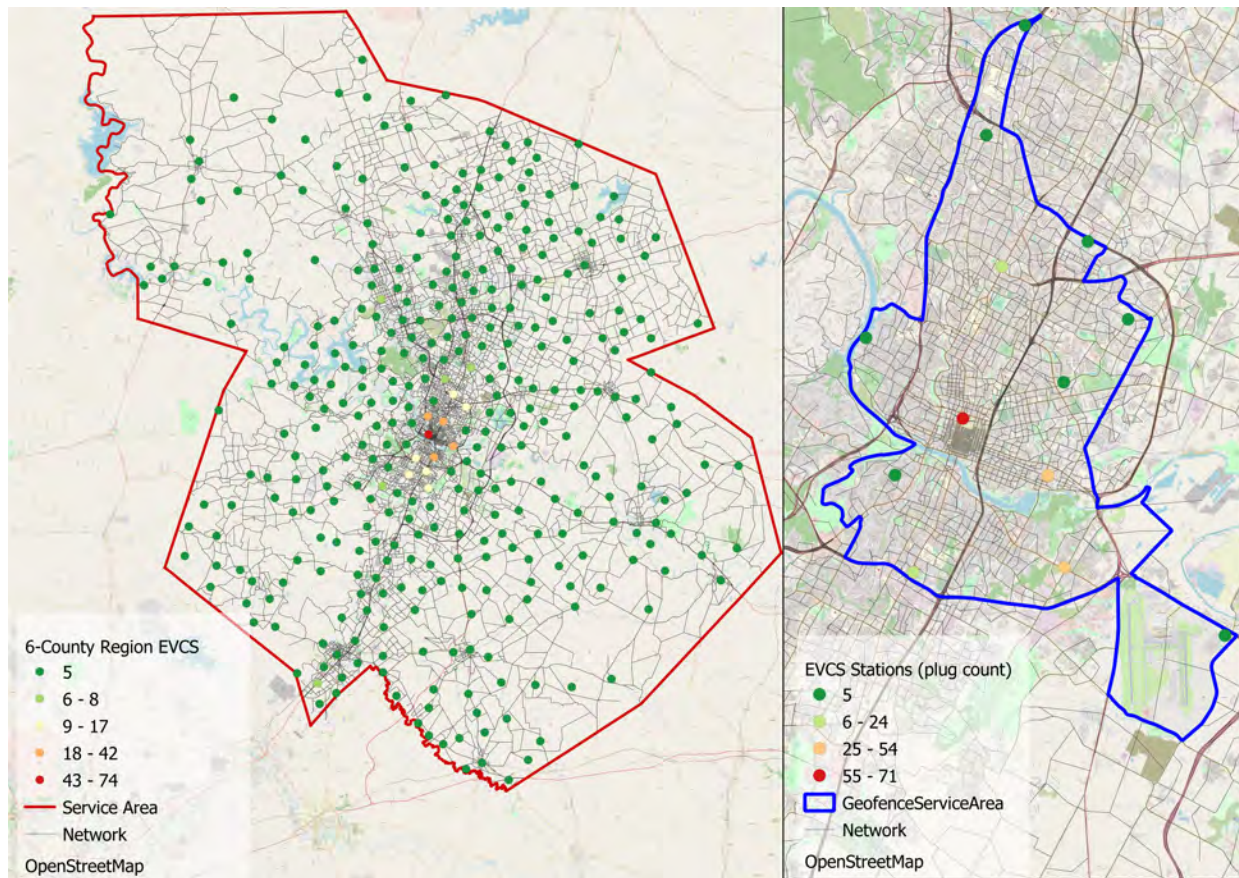 6-County Region EVCS
5
6 - 8
9 - 17
18 - 42
43 - 74
Service Area
Network
OpenStreetMap
EVCS Stations (plug count)
5
6 - 24
25 - 54
55 - 71
GeofenceServiceArea
Network
OpenStreetMap